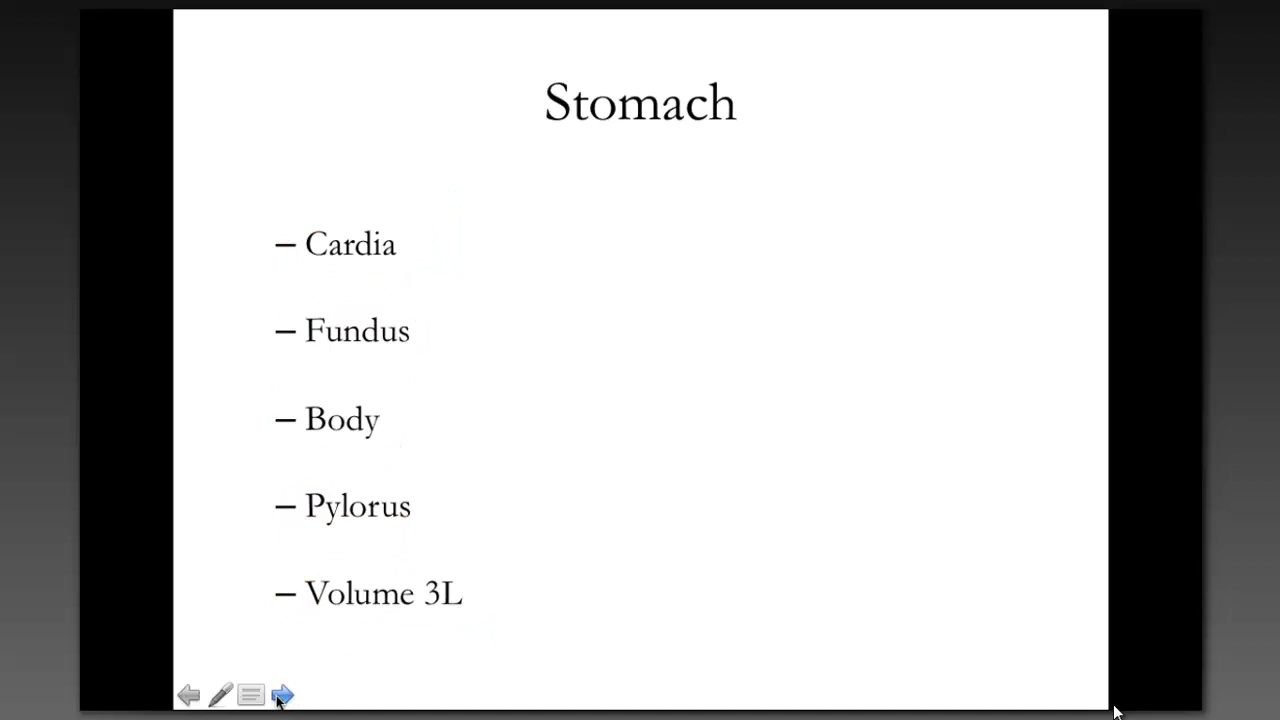 Stomach
– Cardia
– Fundus
– Body
– Pylorus
– Volume 3L